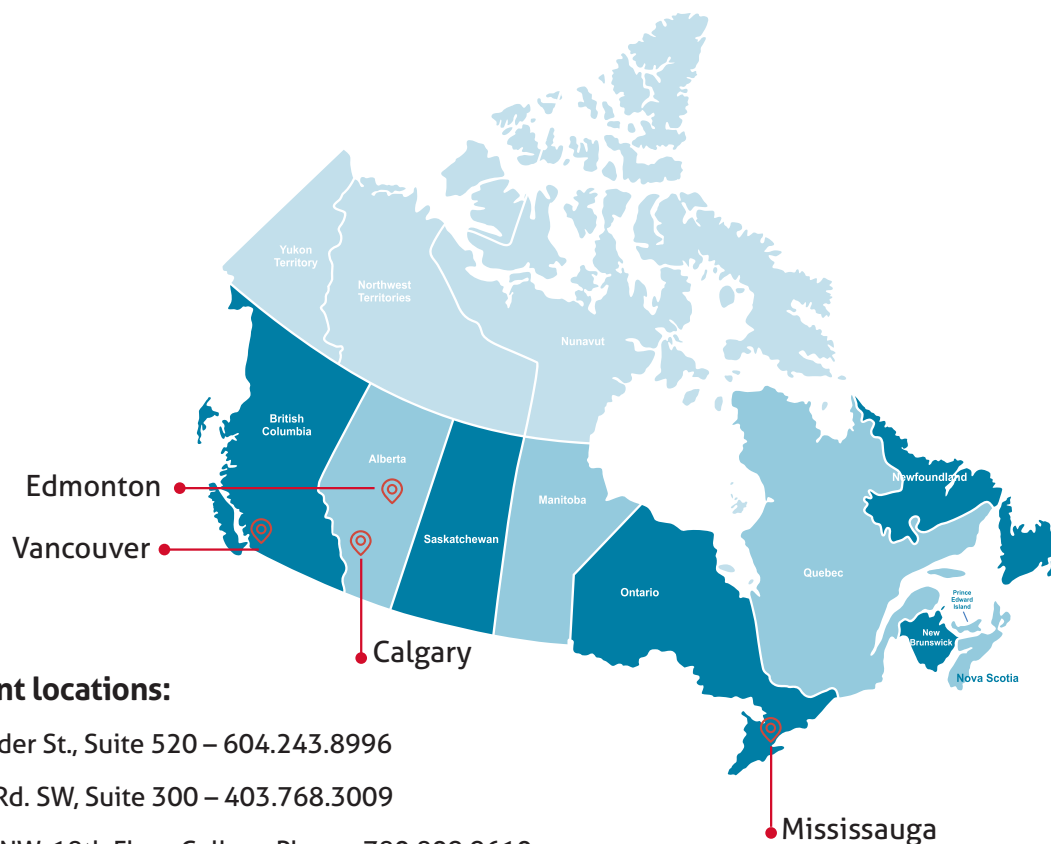 Yukon
Territory
Northwest
Territories
Nunavut
British
Columbia
Alberta
Edmonton
Newfoundland
Manitoba
Vancouver
Saskatchewan
Quebec
Ontario
Prince
Edward
Island
New
Brunswick
Calgary
Nova Scotia
nt locations:
der St., Suite 520 – 604.243.8996
Rd. SW, Suite 300 – 403.768.3009
Mississauga